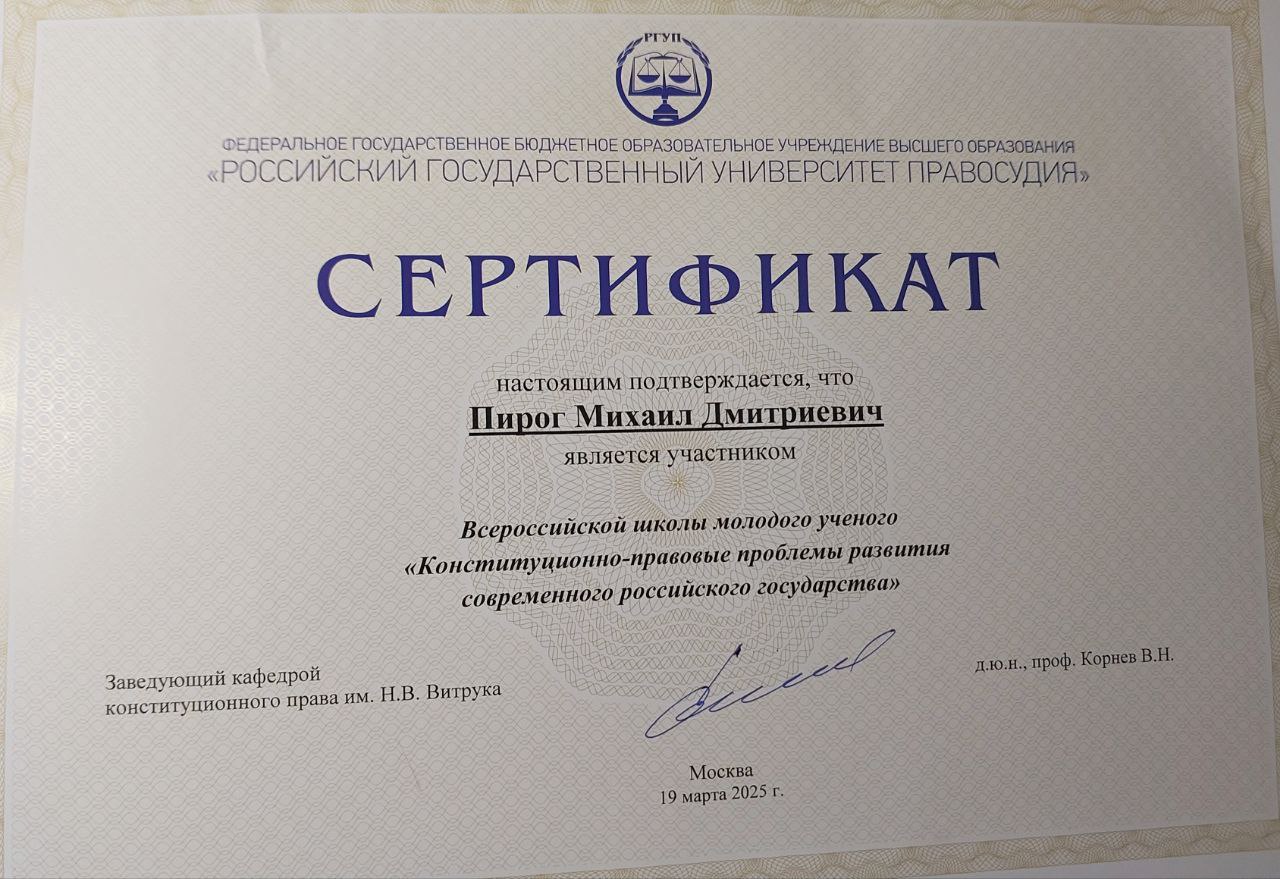 РГУП
ФЕДЕРАЛЬНОЕ ГОСУДАРСТВЕННОЕ БЮДЖЕТНОЕ ОБРАЗОВАТЕЛЬНОЕ УЧРЕЖДЕНИЕ ВЫСШЕГО ОБРАЗОВАНИЯ
«РОССИЙСКИЙ ГОСУДАРСТВЕННЫЙ УНИВЕРСИТЕТ ПРАВОСУДИЯ»
СЕРТИФИКАТ
настоящим подтверждается, что
Пирог Михаил Дмитриевич
является участником
Всероссийской школы молодого ученого
«Конституционно-правовые проблемы развития
современного российского государства»
Заведующий кафедрой
конституционного права им. Н.В. Витрука
д.ю.н., проф. Корнев В.Н.
Москва
19 марта 2025 г.